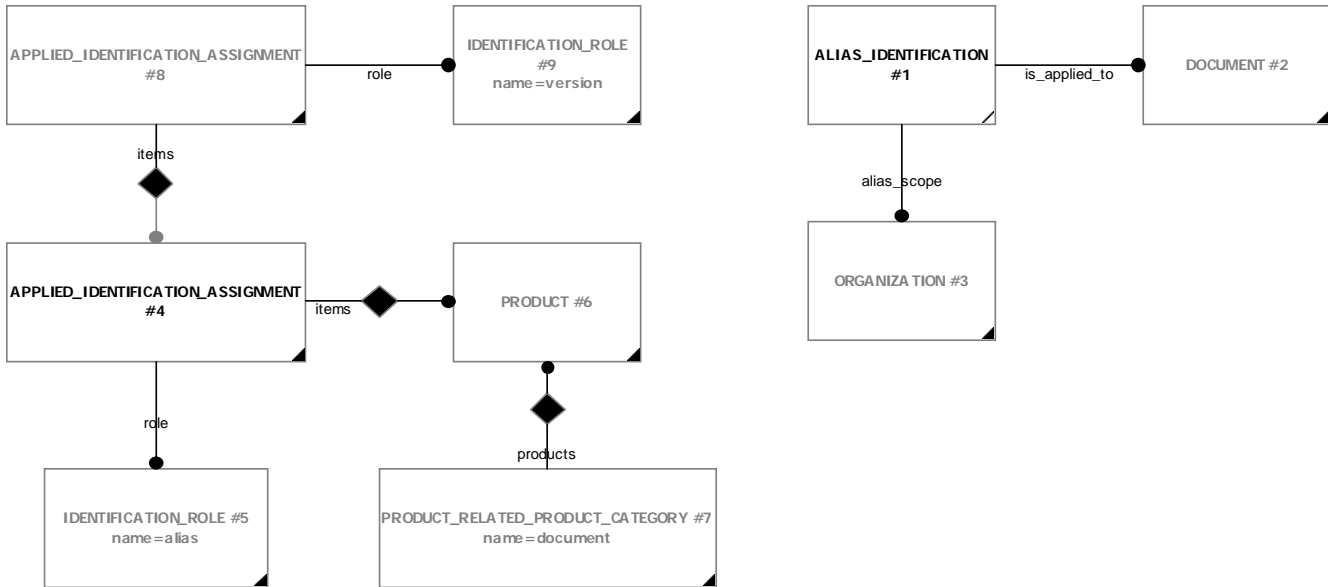 APPLIED_IDENTIFICATION_ASSIGNMENT
#8
role
IDENTIFICATION_ROLE
#9
name=version
ALIAS_IDENTIFICATION
#1
is_applied_to
DOCUMENT #2
items
alias_scope
APPLIED_IDENTIFICATION_ASSIGNMENT
#4
items
PRODUCT #6
ORGANIZATION #3
role
products
IDENTIFICATION_ROLE #5
name=alias
PRODUCT_RELATED_PRODUCT_CATEGORY #7
name=document